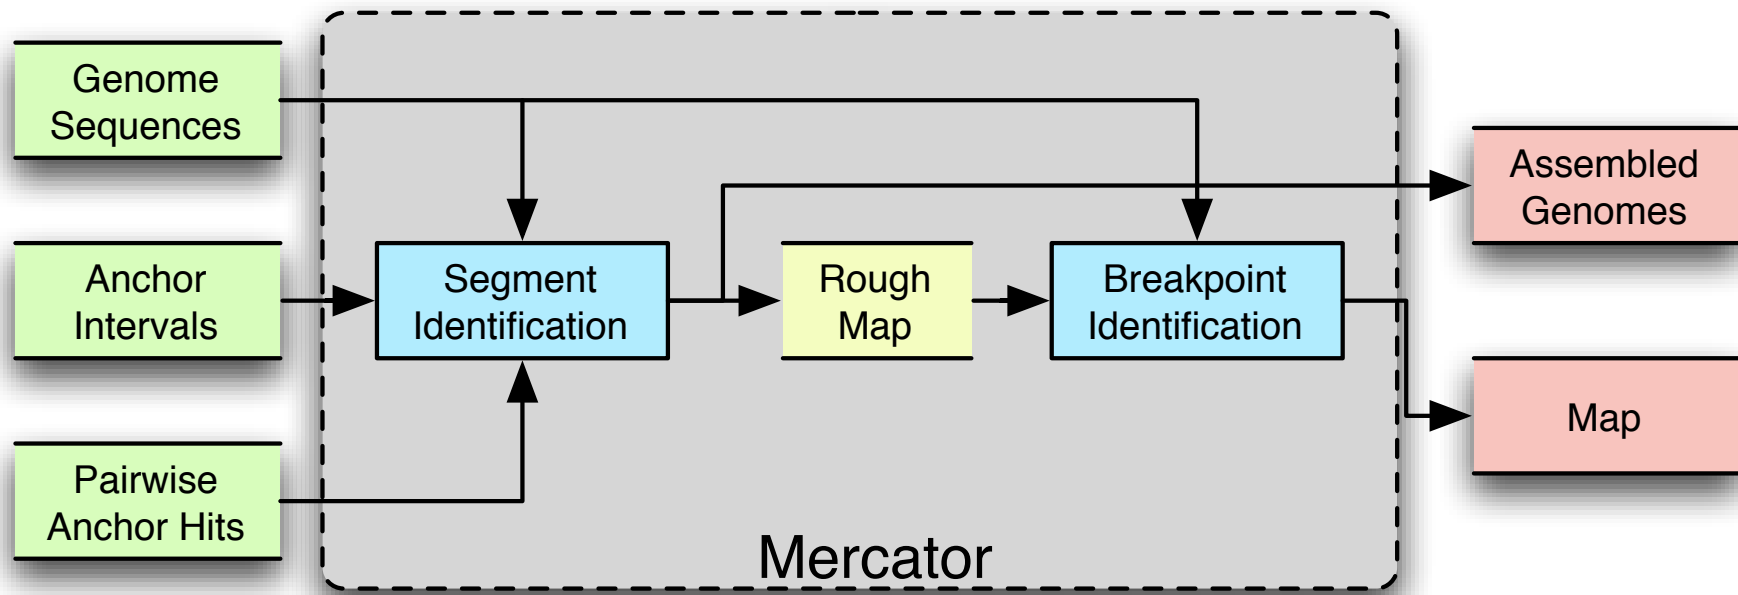 Genome
Sequences
Anchor
Intervals
Pairwise
Anchor Hits
Segment
Identification
Rough
Map
Breakpoint
Identification
Mercator
Assembled
Genomes
Map